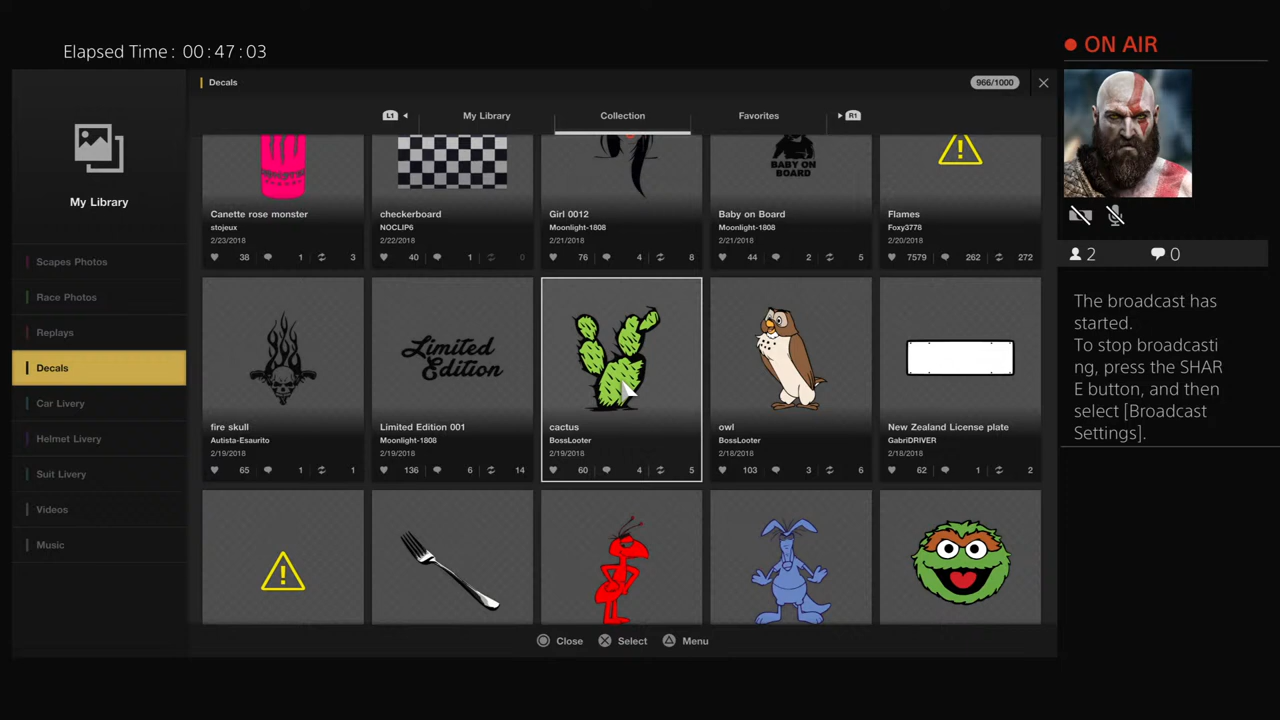 Elapsed Time : 00:47:03
ON AIR
Decals
966/1000
L1
My Library
Collection
Favorites
R1
My Library
BABY ON
BOARD
Canette rose monster
stojeux
2/23/2018
38 1 3
checkerboard
NOCLIP6
2/22/2018
40 1 0
Girl 0012
Moonlight-1808
2/21/2018
76 4 8
Baby on Board
Moonlight-1808
2/21/2018
44 2 5
Flames
Foxy3778
2/20/2018
7579 262 272
Scapes Photos
Race Photos
Replays
Decals
Car Livery
Helmet Livery
Suit Livery
Videos
Music
Limited
Edition
fire skull
Autista-Esaurito
2/19/2018
65 1 1
Limited Edition 001
Moonlight-1808
2/19/2018
136 6 14
cactus
BossLooter
2/19/2018
60 4 5
owl
BossLooter
2/18/2018
103 3 6
New Zealand License plate
GabriDRIVER
2/18/2018
62 1 2
Close
Select
Menu
2 0
The broadcast has
started.
To stop broadcasti
ng, press the SHAR
E button, and then
select [Broadcast
Settings].